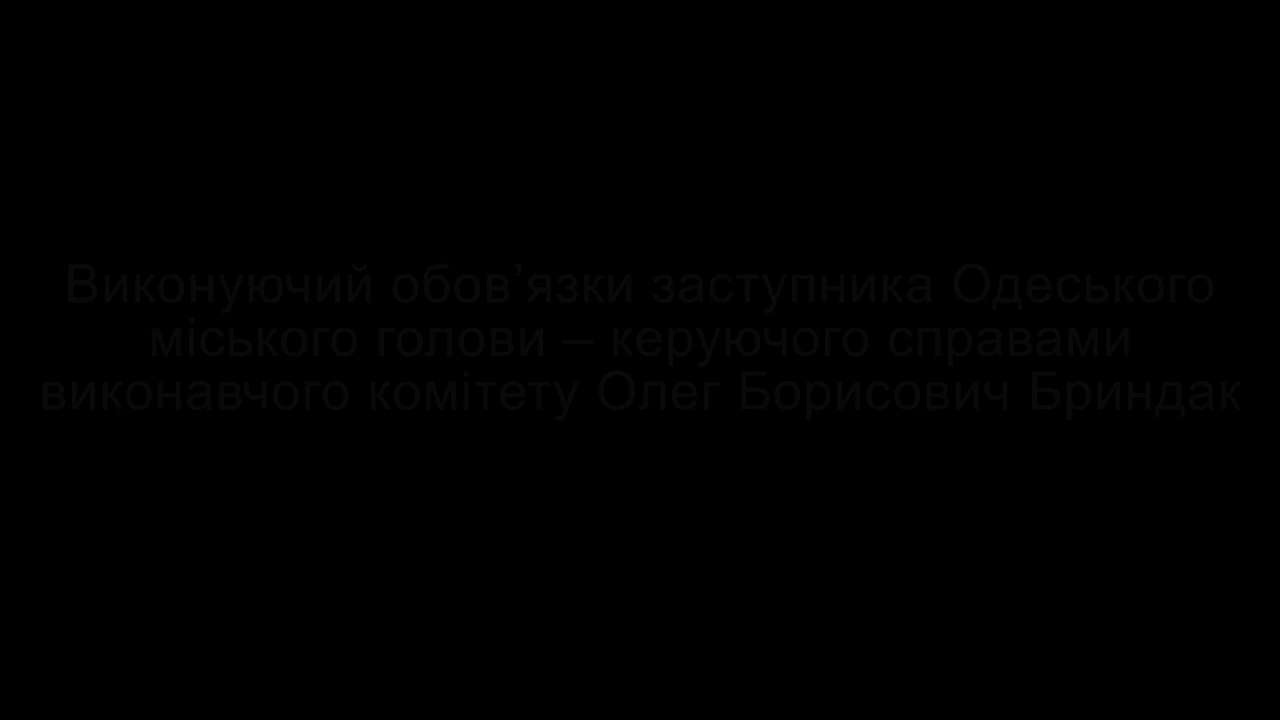 Виконуючий обов’язки заступника Одеського
міського голови – керуючого справами
виконавчого комітету Олег Борисович Бриндак